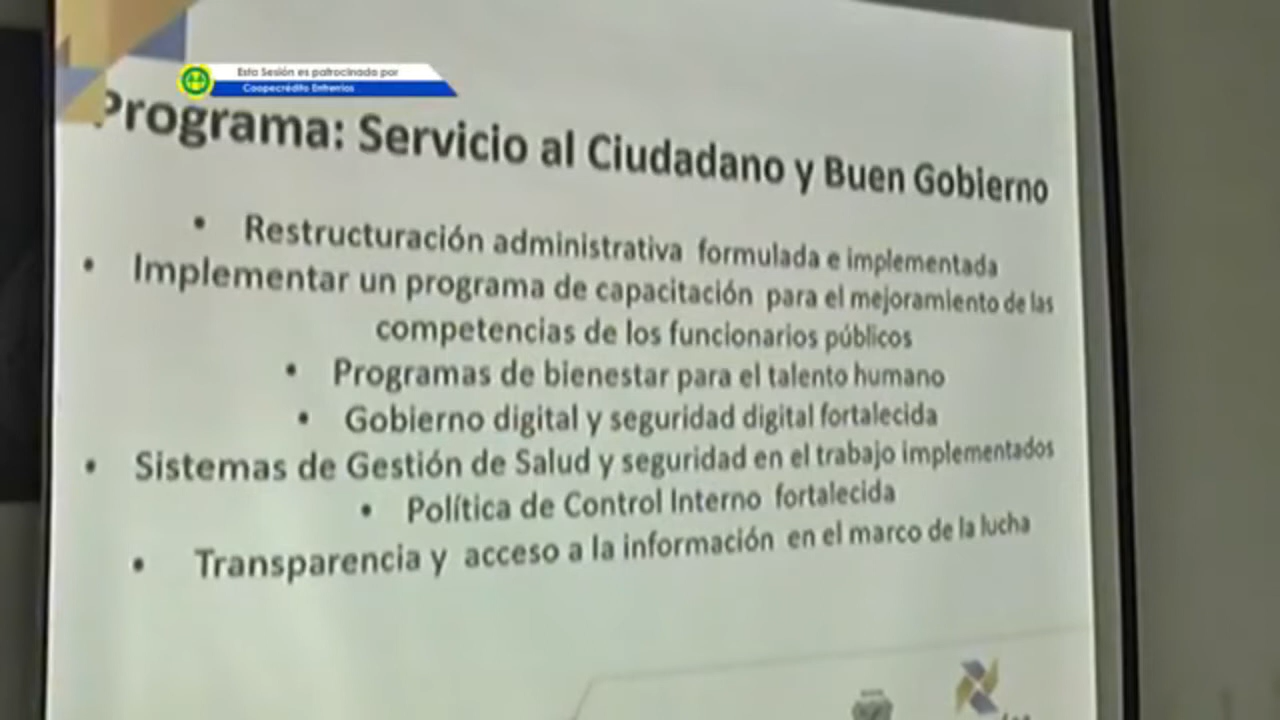 Esta Sesión es patrocinada por
Coopecrédito Entrerríos
Programa: Servicio al Ciudadano y Buen Gobierno
• Restructuración administrativa formulada e implementada
• Implementar un programa de capacitación para el mejoramiento de las
competencias de los funcionarios públicos
• Programas de bienestar para el talento humano
• Gobierno digital y seguridad digital fortalecida
• Sistemas de Gestión de Salud y seguridad en el trabajo implementados
• Política de Control Interno fortalecida
• Transparencia y acceso a la información en el marco de la lucha